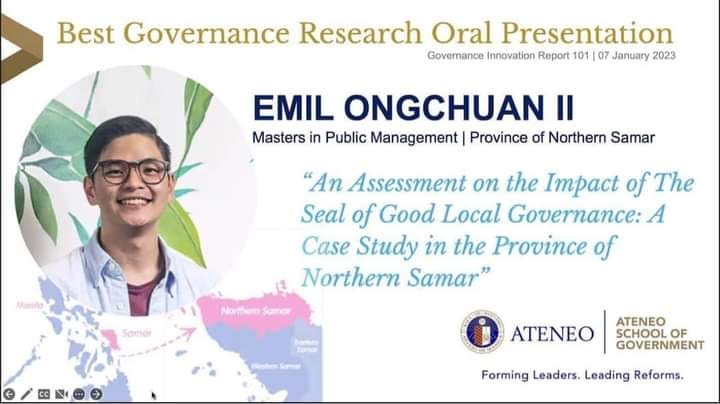 Best Governance Research Oral Presentation
Governance Innovation Report 101 | 07 January 2023
EMIL ONGCHUAN II
Masters in Public Management | Province of Northern Samar
“An Assessment on the Impact of The
Seal of Good Local Governance: A
Case Study in the Province of
Northern Samar”
Manila
Samar
Northern Samar
Eastern
Samar
Western Samar
ATENEO
ATENEO
SCHOOL OF
GOVERNMENT
Forming Leaders. Leading Reforms.
CC